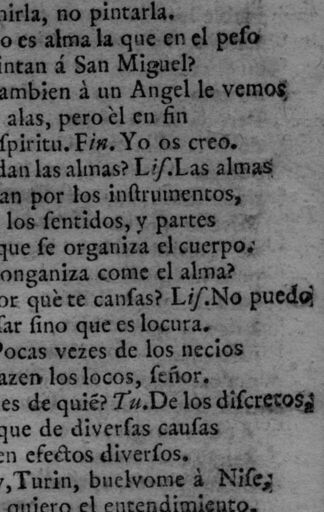 nirla, no pintarla.
o es alma la que en el peſo
intan á San Miguel?
ambien à un Angel le vemos
alas, pero èl en fin
ſpiritu. Fin. Yo os creo.
dan las almas? Liſ.Las almas
an por los inſtrumentos,
los ſentidos, y partes
que ſe organiza el cuerpo.
onganiza come el alma?
or què te canſas? Liſ.No puedo
ſar ſino que es locura.
Pocas vezes de los necios
azen los locos, ſeñor.
es de quiẽ? Tu.De los diſcretos,
que de diverſas cauſas
en efectos diverſos.
y,Turin, buelvome à Niſe,
quiero el entendimiento.